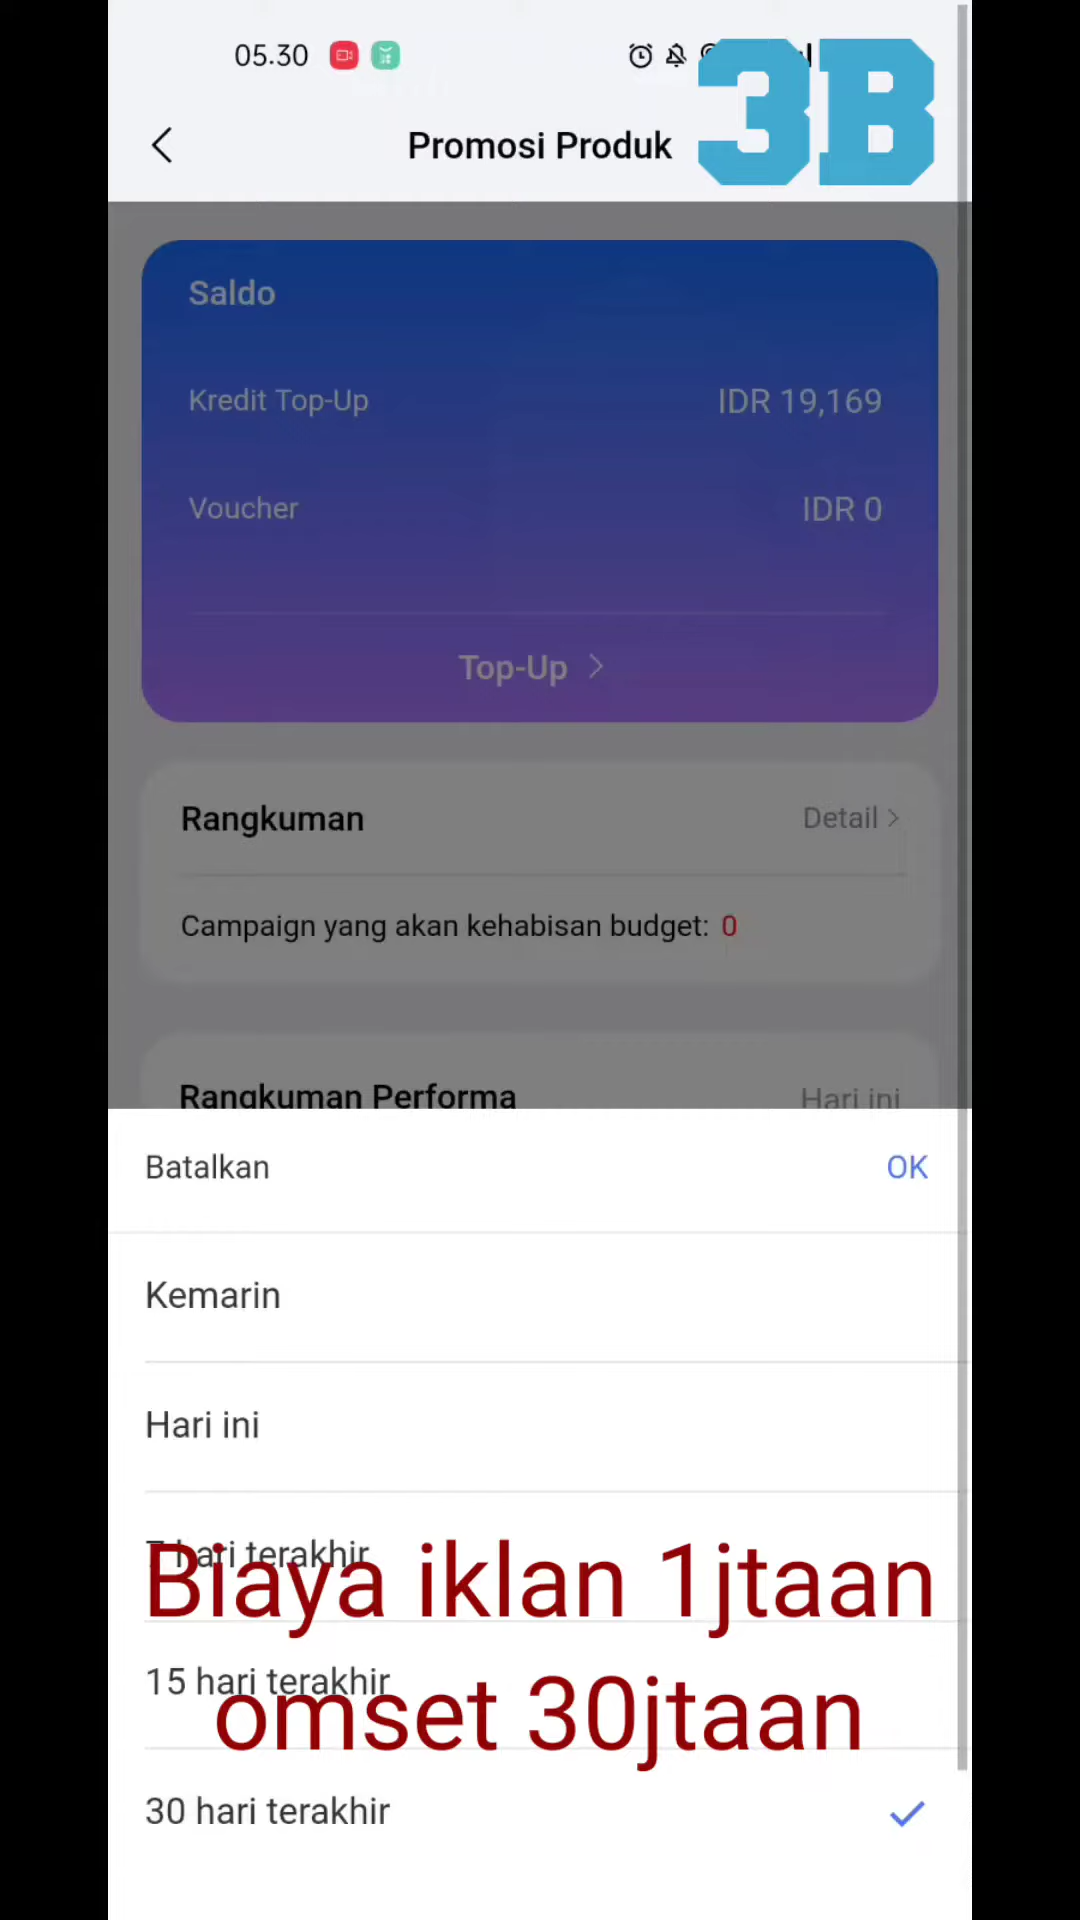 05.30
3B
Promosi Produk
Saldo
Kredit Top-Up IDR 19,169
Voucher IDR 0
Top-Up
Rangkuman Detail
Campaign yang akan kehabisan budget: 0
Rangkuman Performa Hari ini
Batalkan OK
Kemarin
Hari ini
7 hari terakhir
Biaya iklan 1jtaan
15 hari terakhir
omset 30jtaan
30 hari terakhir